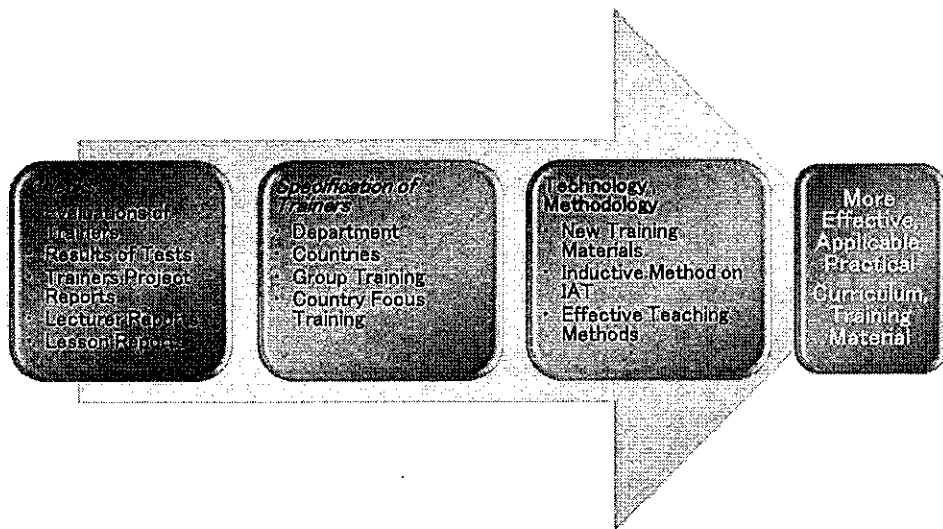 Evaluations of
Trainers
Results of Tests
Trainers Project
Reports
Lecturer Reports
Lesson Reports
Specification of
Trainers
· Department
· Countries
· Group Training
· Country Focus
Training
Technology,
Methodology
· New Training
Materials
· Inductive Method on
IAT
· Effective Teaching
Methods
More
Effective,
Applicable,
Practical
Curriculum,
Training
Material